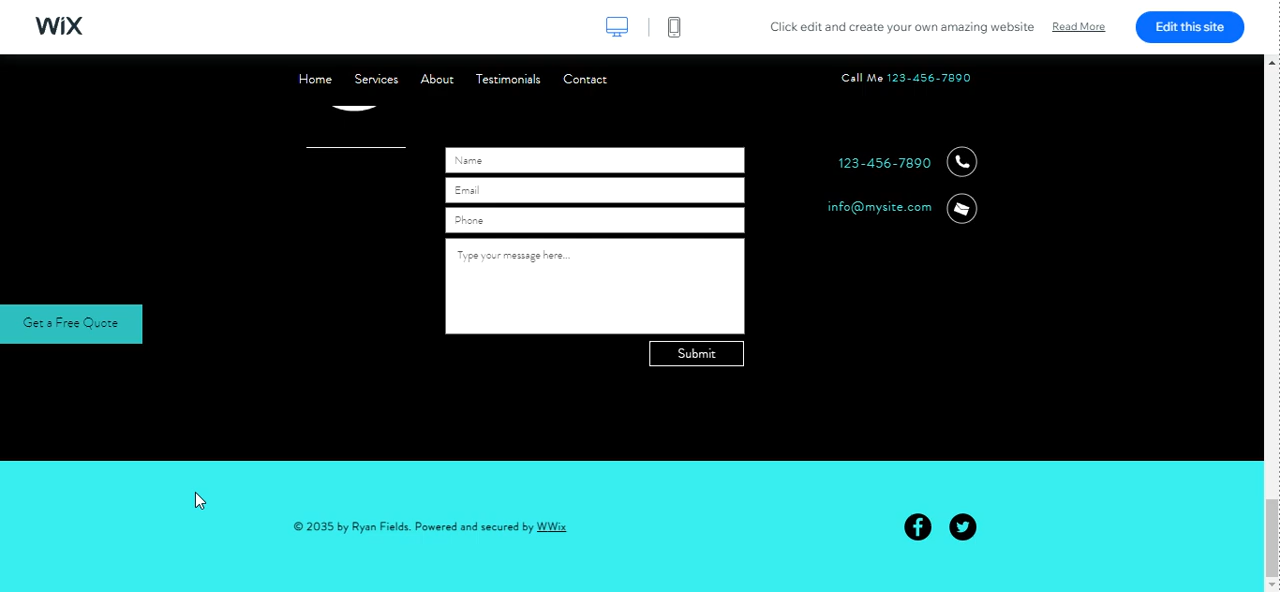 WiX
Click edit and create your own amazing website Read More Edit this site
Home Services About Testimonials Contact
Call Me 123-456-7890
Name
Email
Phone
Type your message here...
Submit
123-456-7890
info@mysite.com
Get a Free Quote
© 2035 by Ryan Fields. Powered and secured by WWix